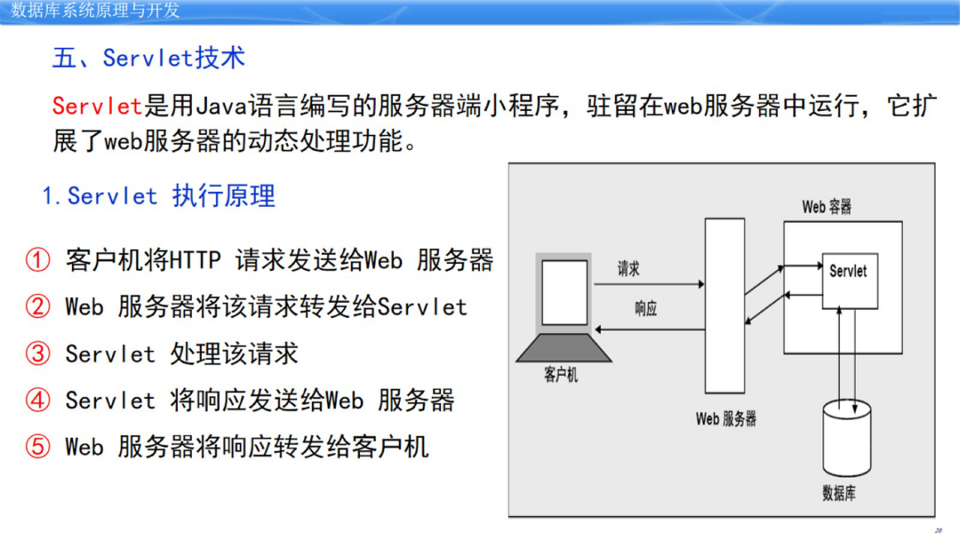 数据库系统原理与开发
五、Servlet技术
Servlet是用Java语言编写的服务器端小程序，驻留在web服务器中运行，它扩
展了web服务器的动态处理功能。
1.Servlet 执行原理
① 客户机将HTTP 请求发送给Web 服务器
② Web 服务器将该请求转发给Servlet
③ Servlet 处理该请求
④ Servlet 将响应发送给Web 服务器
⑤ Web 服务器将响应转发给客户机
Web 容器
请求
Servlet
响应
客户机
Web 服务器
数据库
28